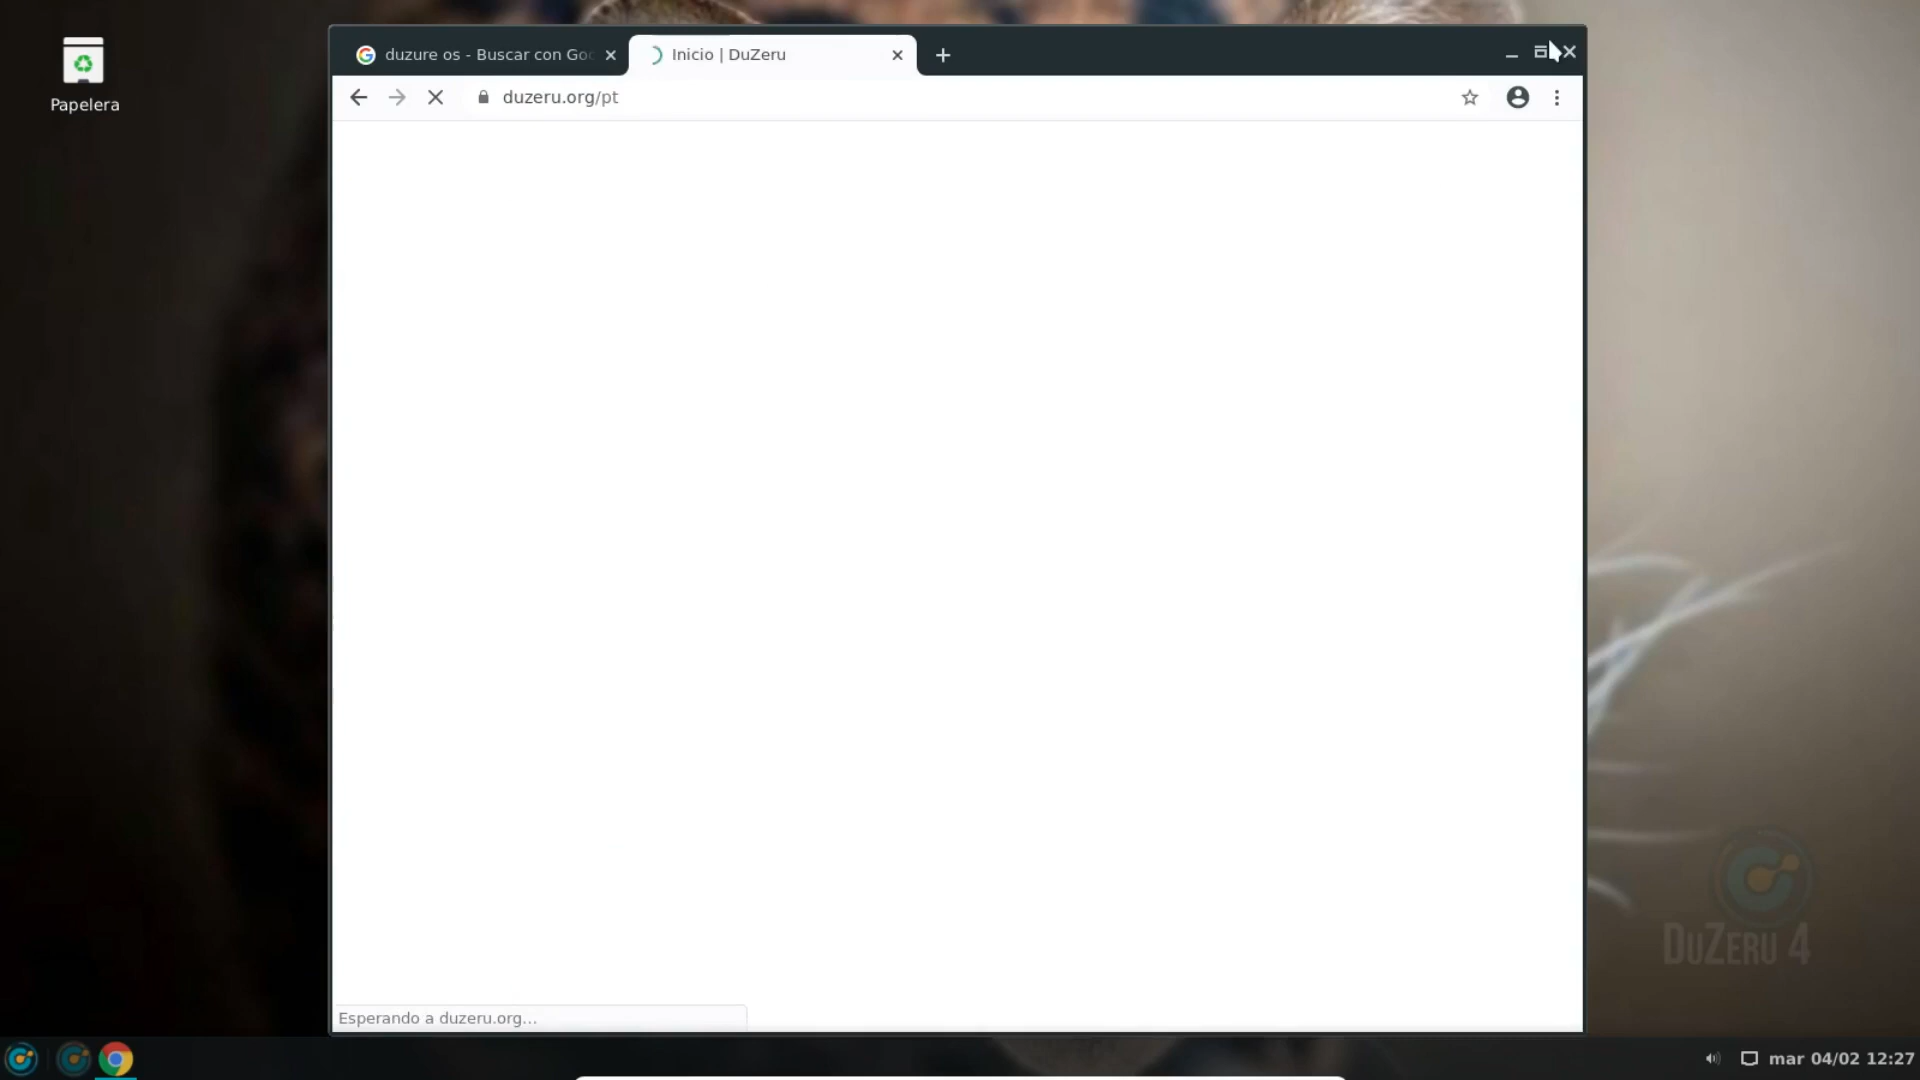 Papelera
duzure os - Buscar con Goo
Inicio | DuZeru
duzeru.org/pt
DuZeru 4
Esperando a duzeru.org...
mar 04/02 12:27